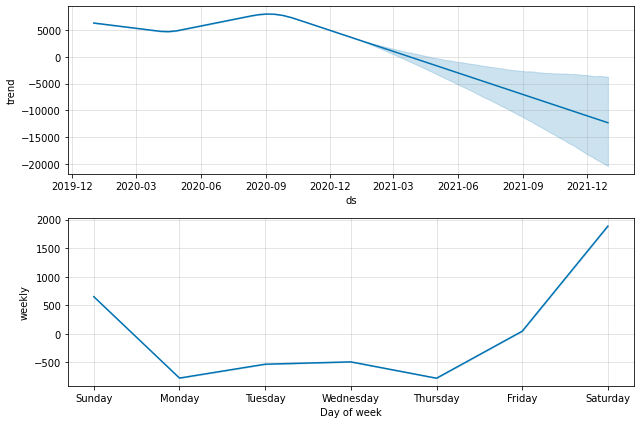 trend
5000
0
−5000
−10000
−15000
−20000
2019-12 2020-03 2020-06 2020-09 2020-12 2021-03 2021-06 2021-09 2021-12
ds
weekly
2000
1500
1000
500
0
−500
Sunday Monday Tuesday Wednesday Thursday Friday Saturday
Day of week